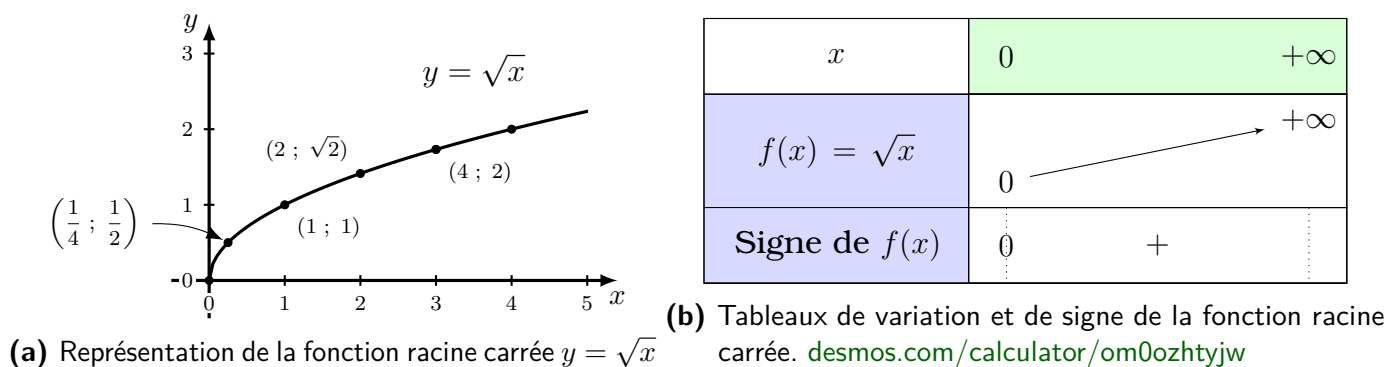 y
3
y = √x
2
(2 ; √2)
(4 ; 2)
(1/4 ; 1/2)
1
(1 ; 1)
0
0 1 2 3 4 5 x
(a) Représentation de la fonction racine carrée y = √x
x 0 +∞
+∞
f(x) = √x
0
Signe de f(x) 0 +
(b) Tableaux de variation et de signe de la fonction racine
carrée. desmos.com/calculator/om0ozhtyjw